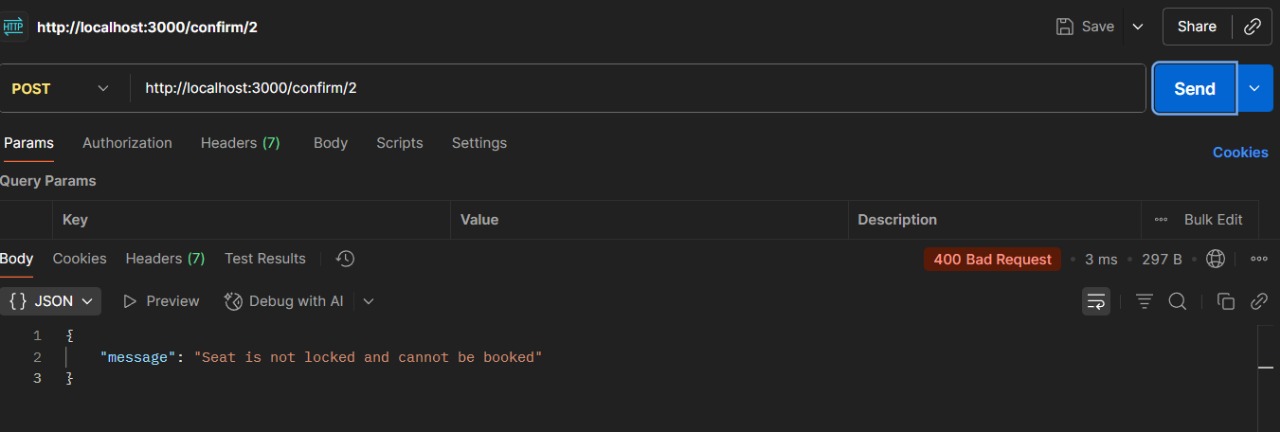 HTTP http://localhost:3000/confirm/2 Save Share
POST http://localhost:3000/confirm/2 Send
Params Authorization Headers (7) Body Scripts Settings Cookies
Query Params
Key Value Description Bulk Edit
Body Cookies Headers (7) Test Results 400 Bad Request • 3 ms • 297 B •
{} JSON Preview Debug with AI
1 {
2 "message": "Seat is not locked and cannot be booked"
3 }